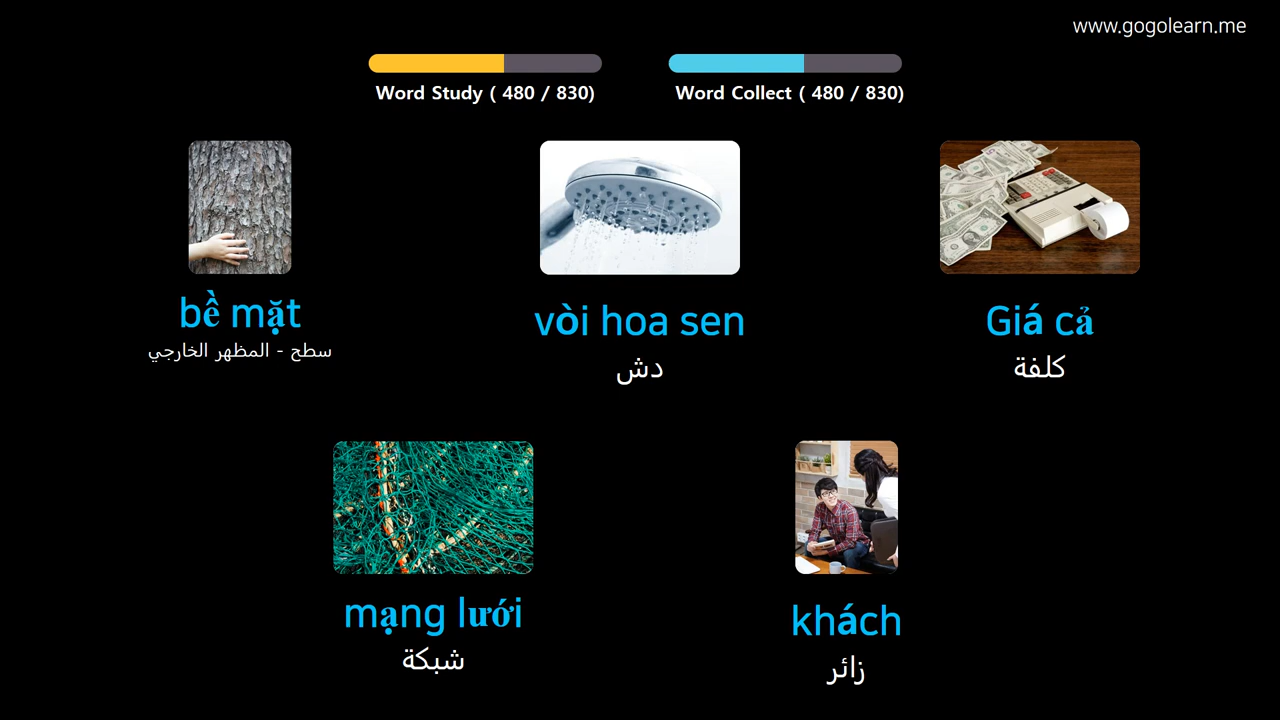 www.gogolearn.me
Word Study ( 480 / 830)
Word Collect ( 480 / 830)
bề mặt
سطح - المظهر الخارجي
vòi hoa sen
دش
Giá cả
كلفة
mạng lưới
شبكة
khách
زائر